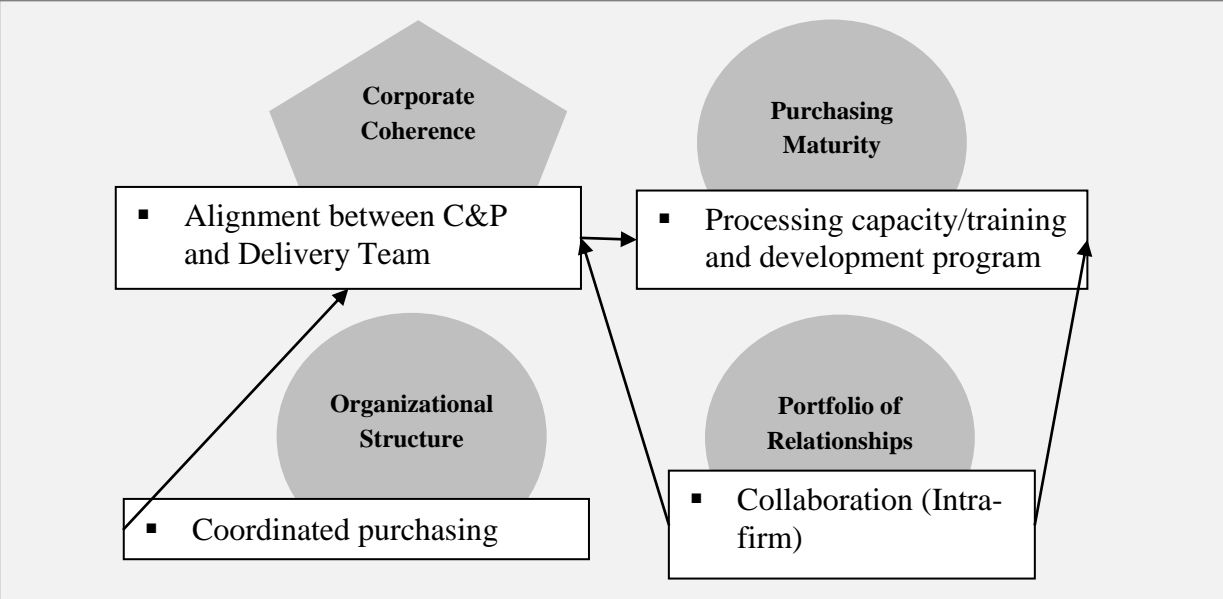 Corporate
Coherence
▪ Alignment between C&P
and Delivery Team
Purchasing
Maturity
▪ Processing capacity/training
and development program
Organizational
Structure
▪ Coordinated purchasing
Portfolio of
Relationships
▪ Collaboration (Intra-
firm)